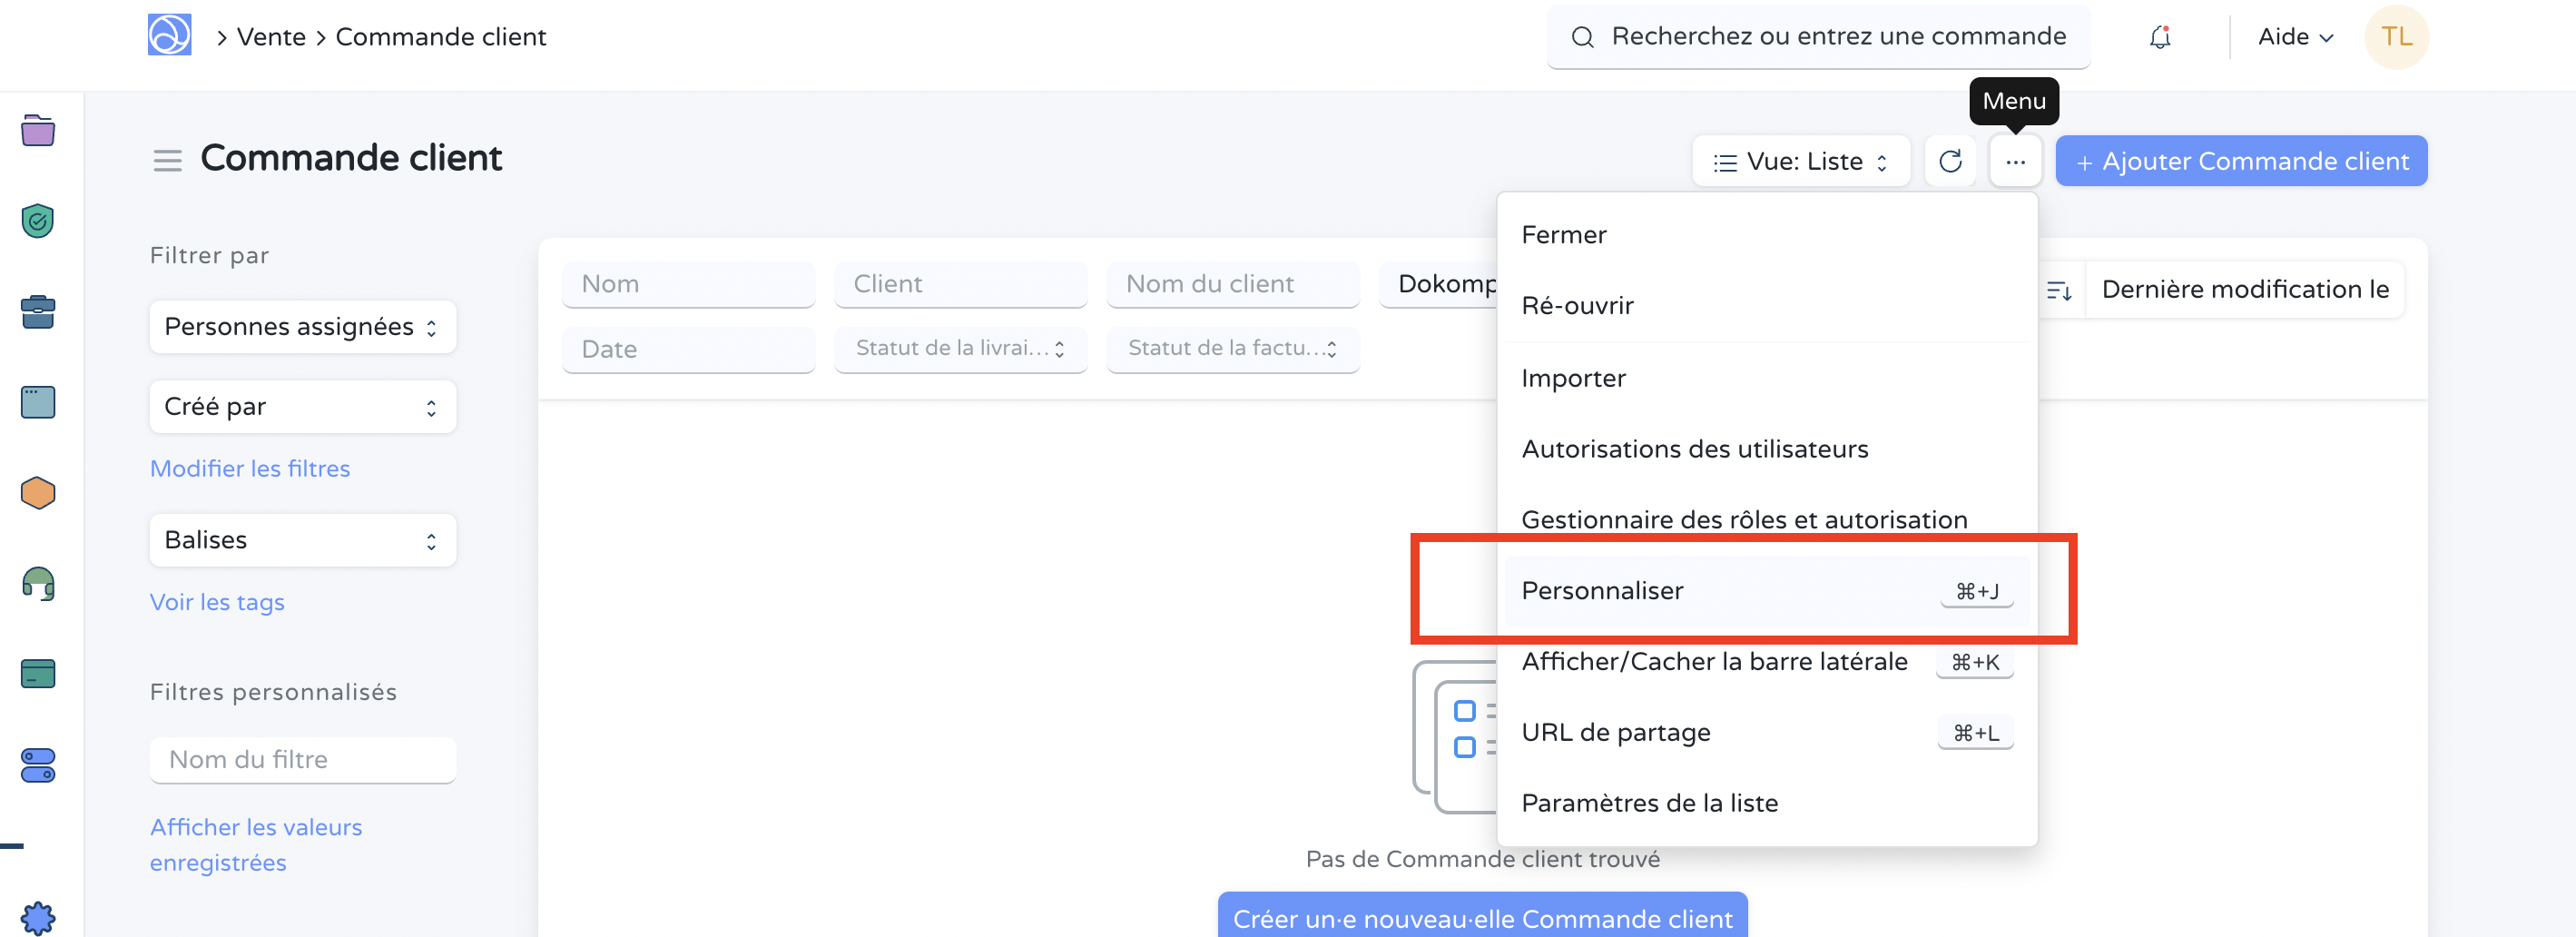 > Vente > Commande client
Recherchez ou entrez une commande
Aide
TL
Menu
Commande client
Vue: Liste
+ Ajouter Commande client
Filtrer par
Personnes assignées
Créé par
Modifier les filtres
Balises
Voir les tags
Filtres personnalisés
Nom du filtre
Afficher les valeurs
enregistrées
Nom
Client
Nom du client
Dokomp
Dernière modification le
Date
Statut de la livrai...
Statut de la factu...
Fermer
Ré-ouvrir
Importer
Autorisations des utilisateurs
Gestionnaire des rôles et autorisation
Personnaliser ⌘+J
Afficher/Cacher la barre latérale ⌘+K
URL de partage ⌘+L
Paramètres de la liste
Pas de Commande client trouvé
Créer un·e nouveau·elle Commande client